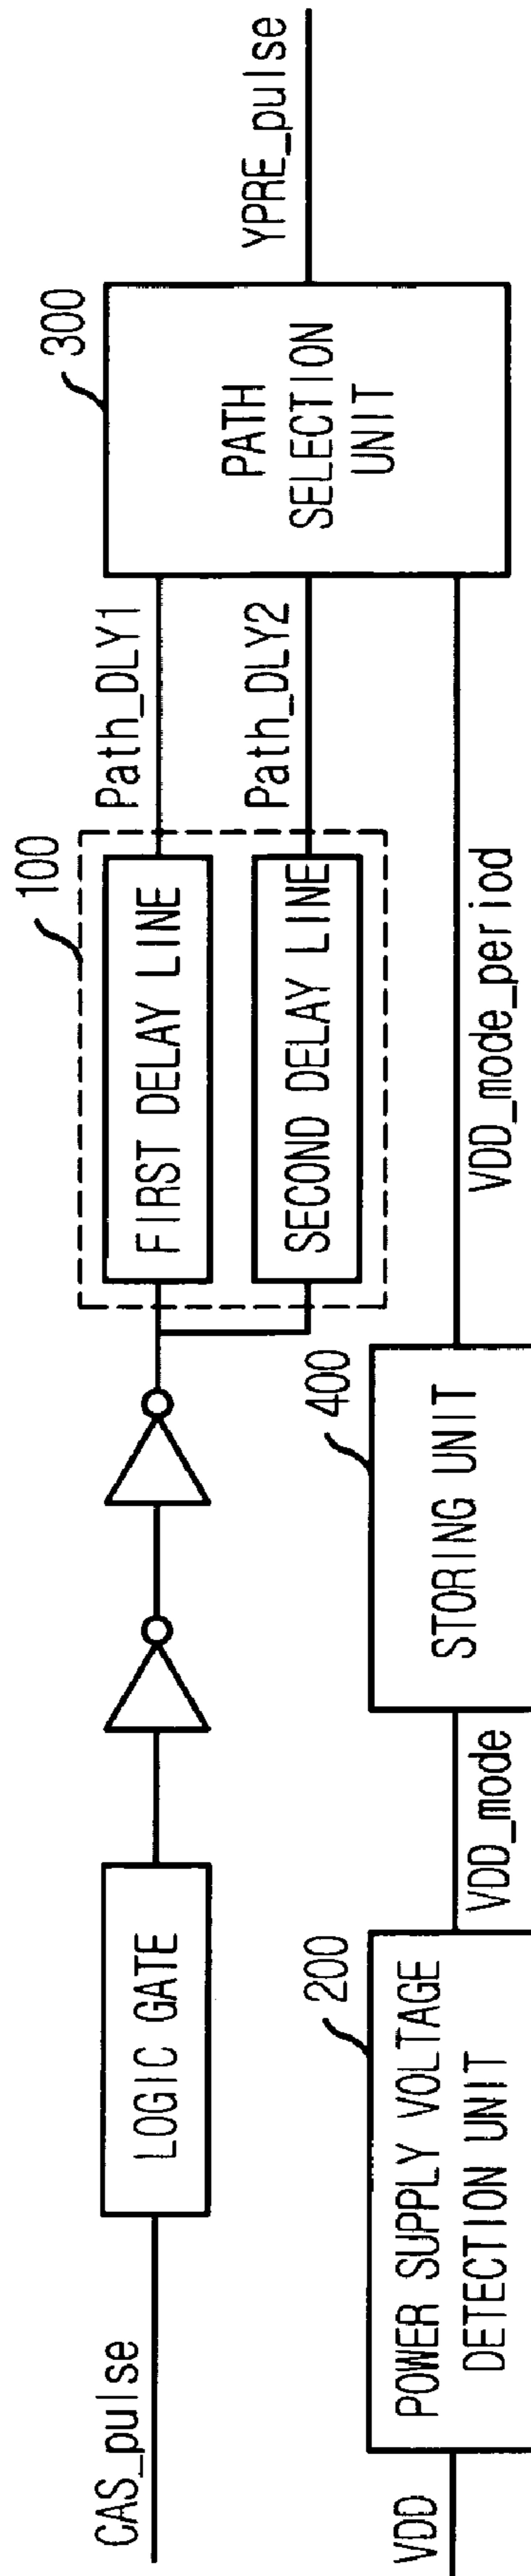 CAS_pulse
LOGIC GATE
100
FIRST DELAY LINE
SECOND DELAY LINE
Path_DLY1
Path_DLY2
300
PATH
SELECTION
UNIT
YPRE_pulse
VDD
200
POWER SUPPLY VOLTAGE
DETECTION UNIT
VDD_mode
400
STORING UNIT
VDD_mode_period